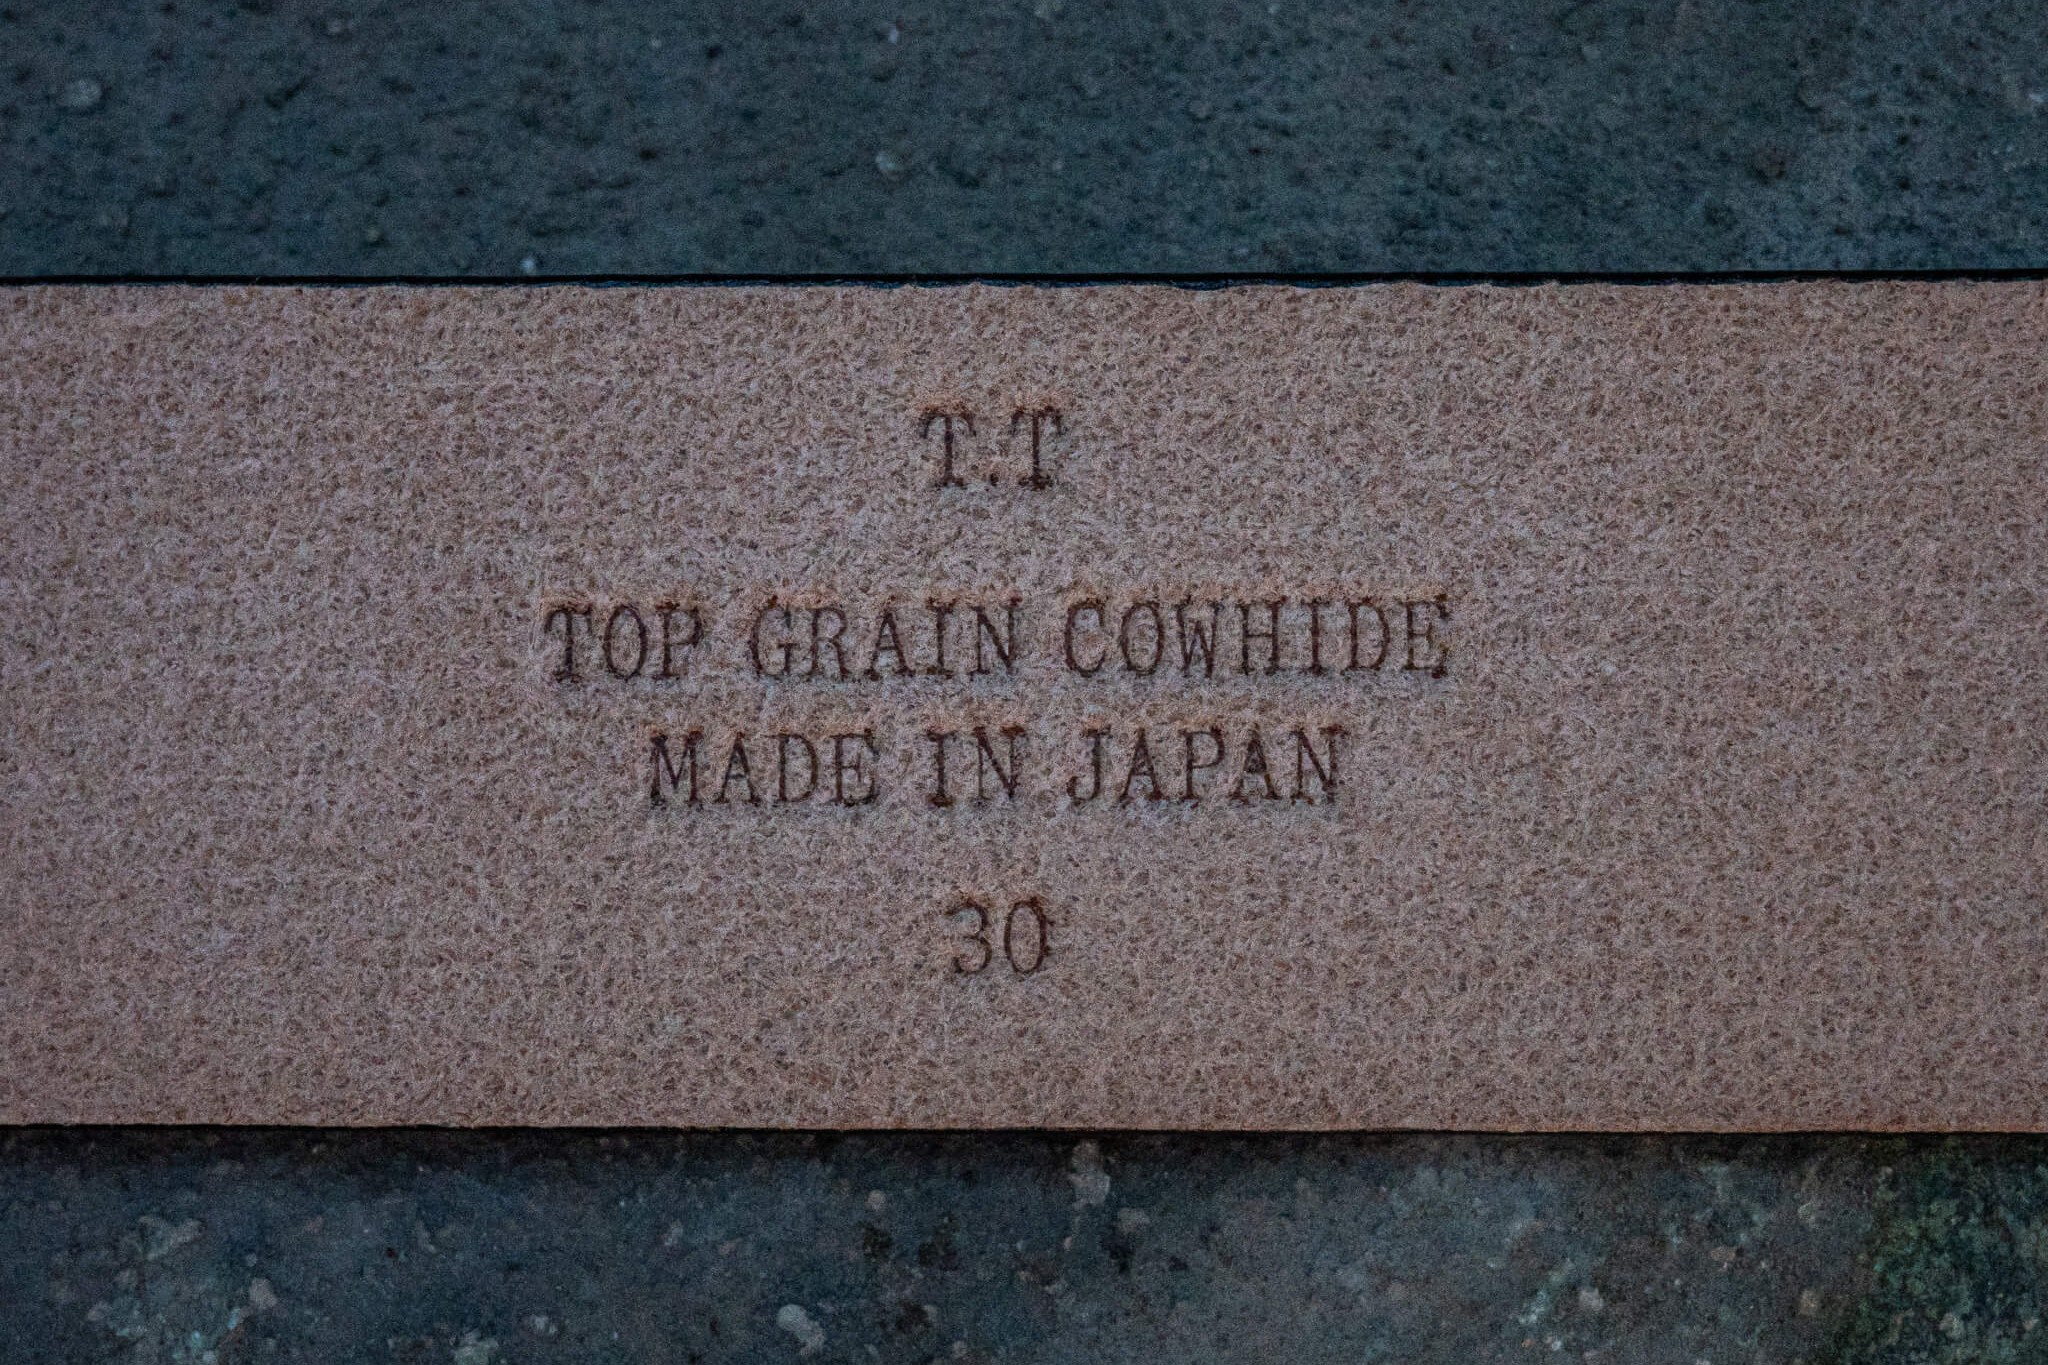 T.T
TOP GRAIN COWHIDE
MADE IN JAPAN
30